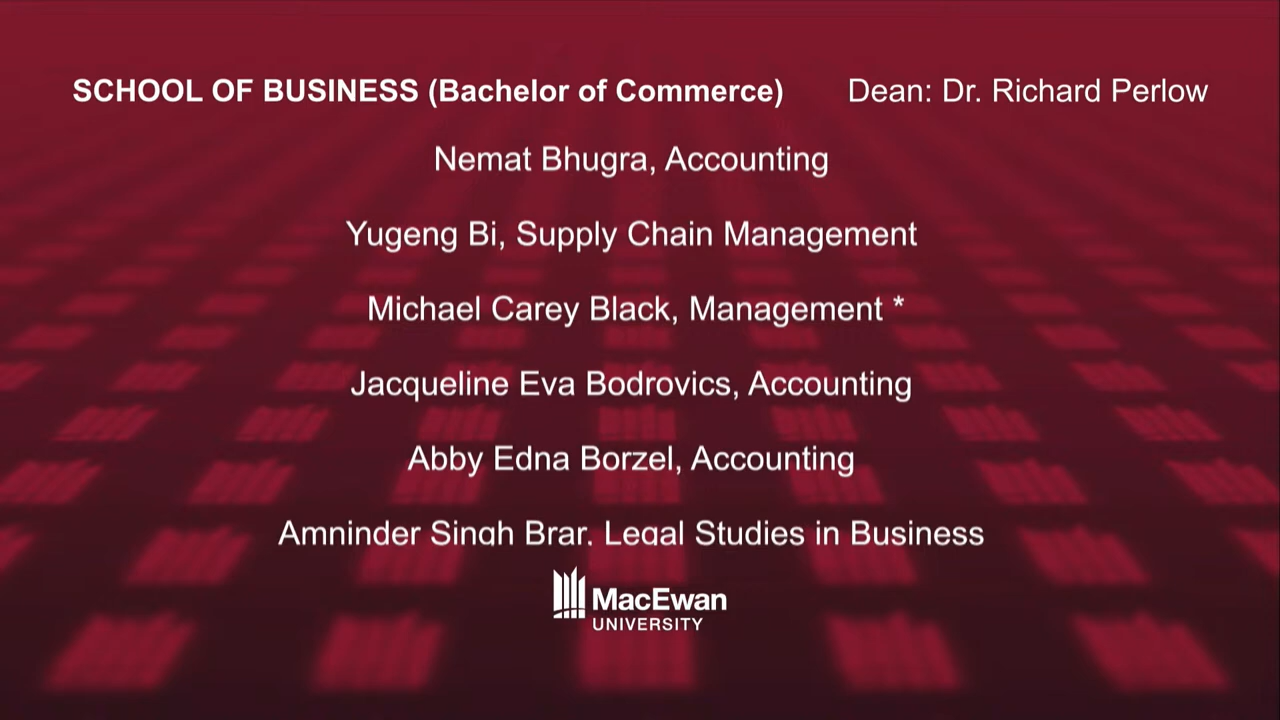 SCHOOL OF BUSINESS (Bachelor of Commerce) Dean: Dr. Richard Perlow
Nemat Bhugra, Accounting
Yugeng Bi, Supply Chain Management
Michael Carey Black, Management *
Jacqueline Eva Bodrovics, Accounting
Abby Edna Borzel, Accounting
Amninder Singh Brar, Legal Studies in Business
MacEwan
UNIVERSITY